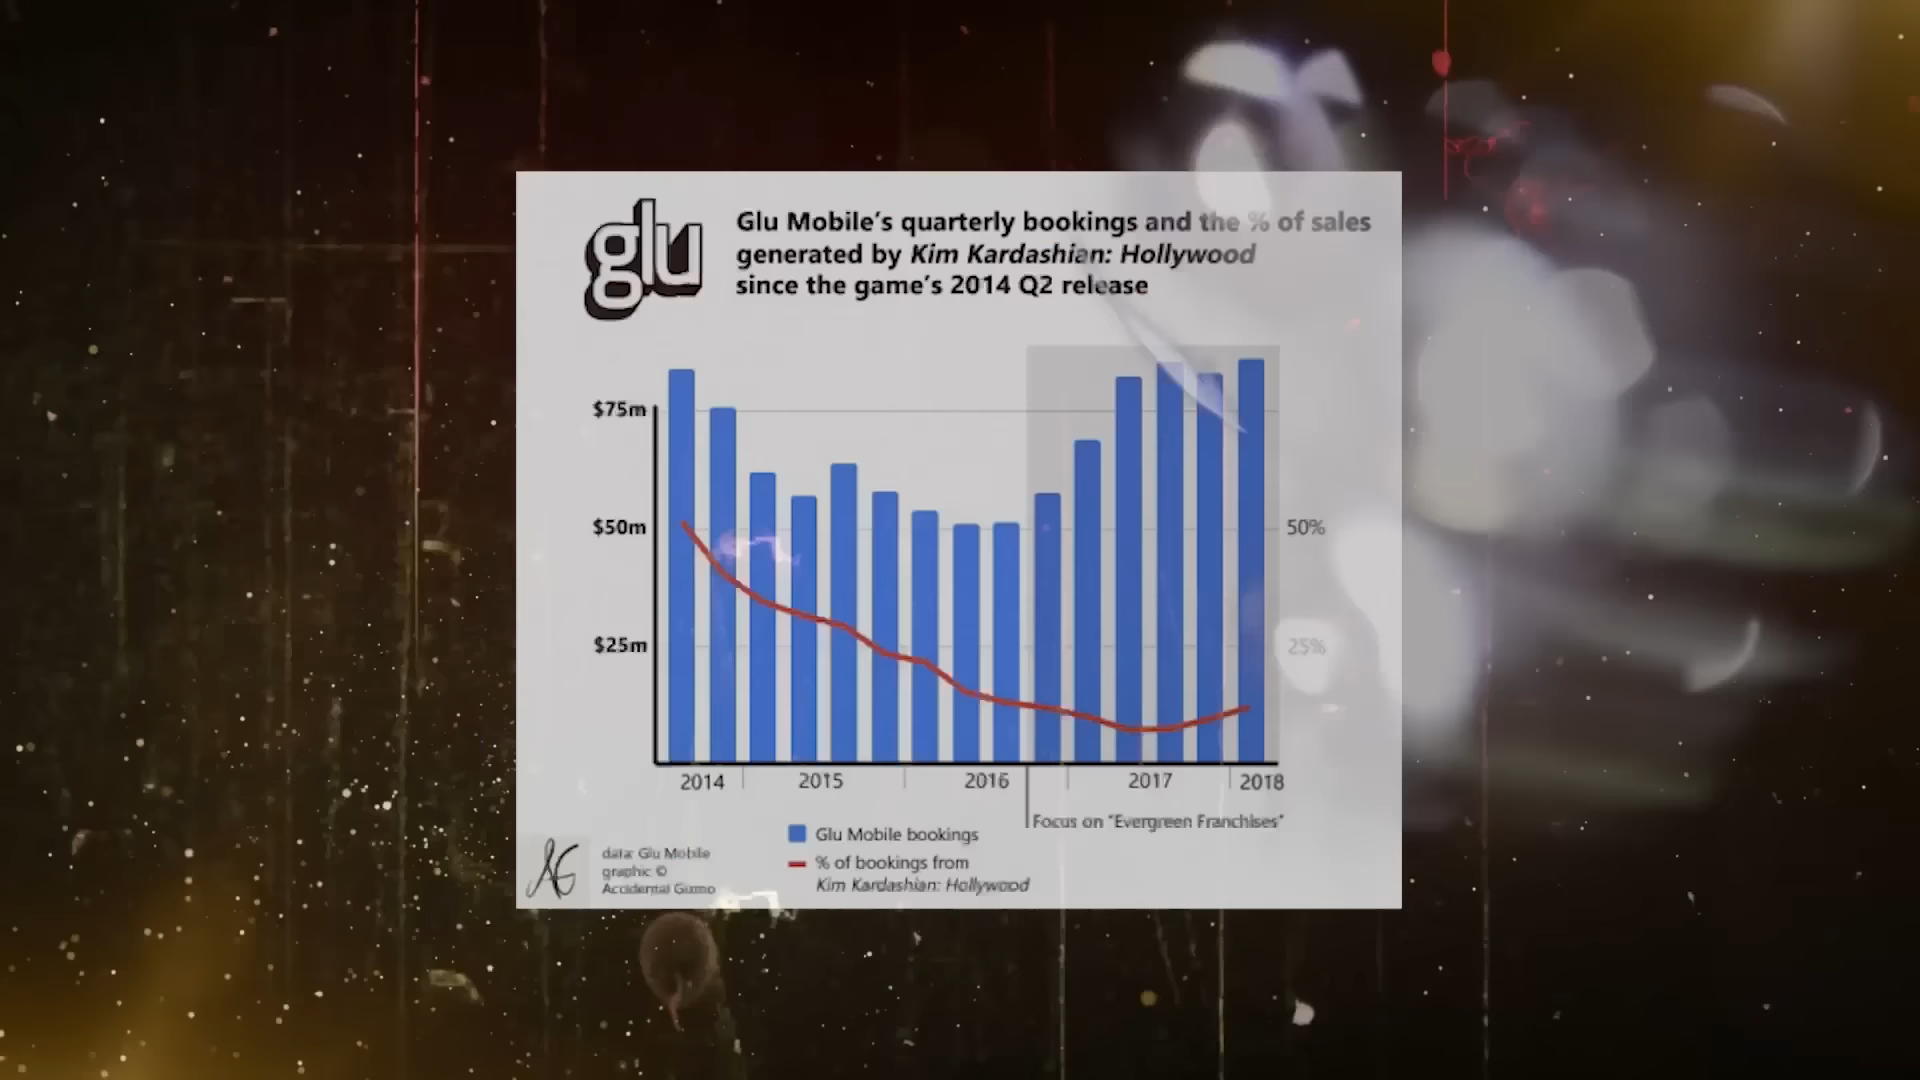 glu
Glu Mobile's quarterly bookings and the % of sales
generated by Kim Kardashian: Hollywood
since the game's 2014 Q2 release
$75m
$50m
50%
$25m
25%
2014
2015
2016
2017
2018
Focus on "Evergreen Franchises"
Glu Mobile bookings
% of bookings from
Kim Kardashian: Hollywood
AG
data: Glu Mobile
graphic ©
Accidental Gizmo